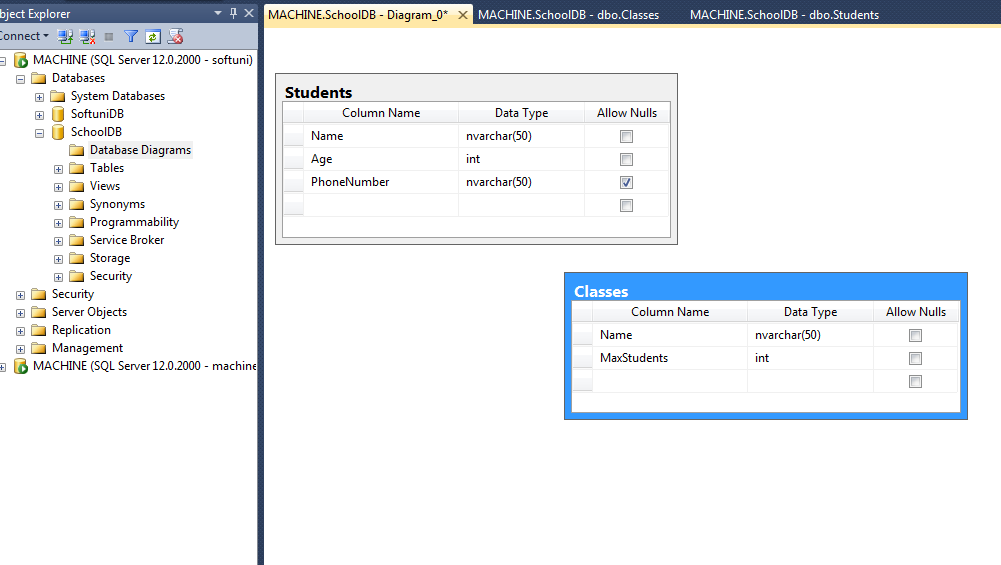 bject Explorer
MACHINE.SchoolDB - Diagram_0* MACHINE.SchoolDB - dbo.Classes MACHINE.SchoolDB - dbo.Students
Connect
MACHINE (SQL Server 12.0.2000 - softuni)
Databases
System Databases
SoftuniDB
SchoolDB
Database Diagrams
Tables
Views
Synonyms
Programmability
Service Broker
Storage
Security
Security
Server Objects
Replication
Management
MACHINE (SQL Server 12.0.2000 - machine
Students
Column Name Data Type Allow Nulls
Name nvarchar(50)
Age int
PhoneNumber nvarchar(50)
Classes
Column Name Data Type Allow Nulls
Name nvarchar(50)
MaxStudents int